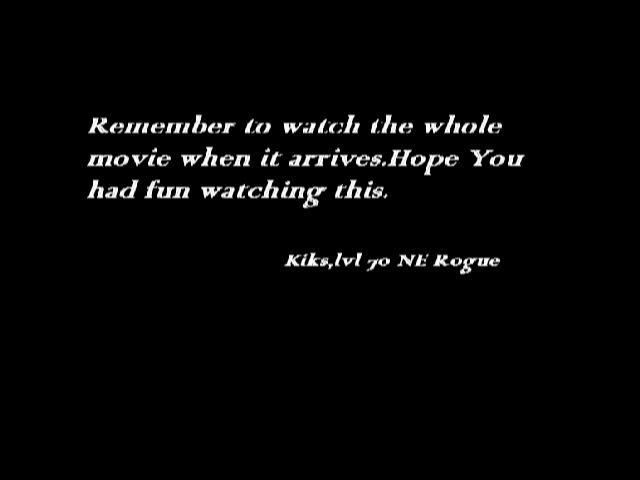 Remember to watch the whole
movie when it arrives.Hope You
had fun watching this.
Kiks,lvl 70 NE Rogue